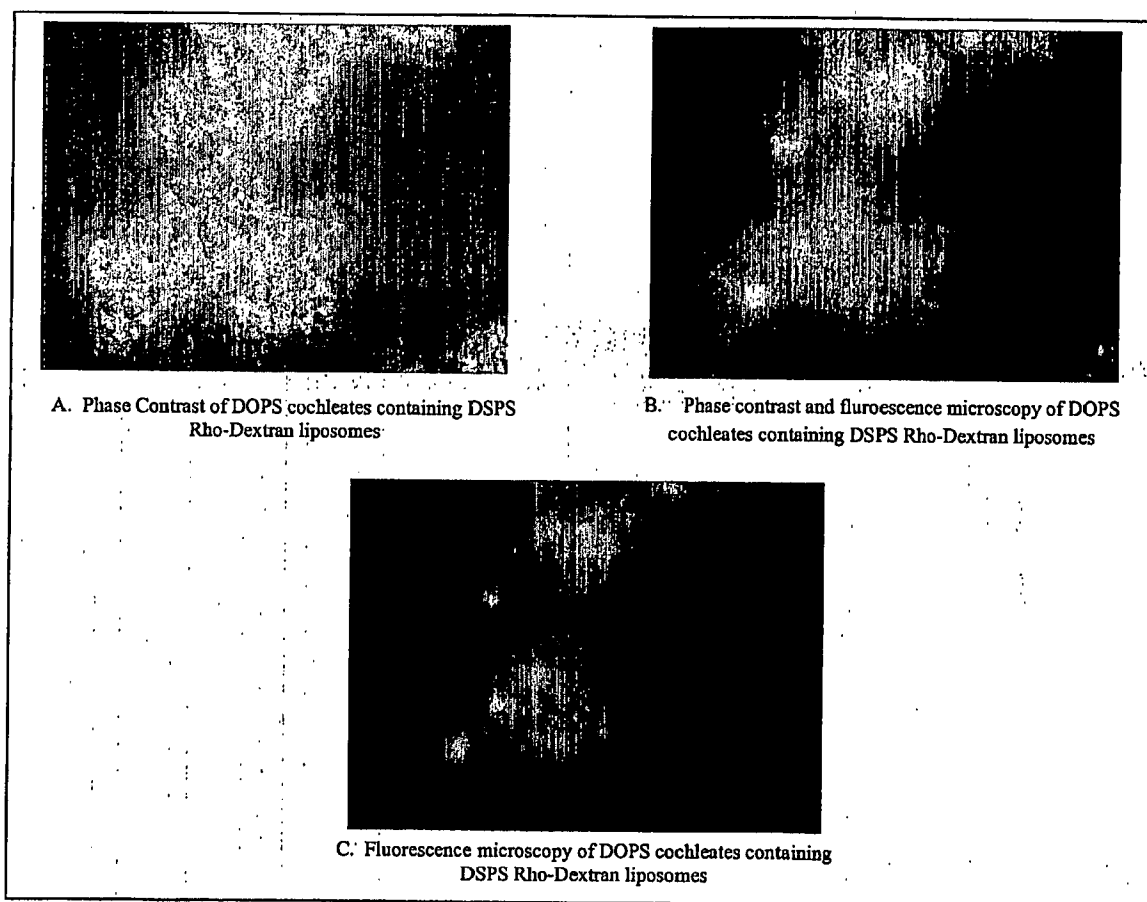 A. Phase Contrast of DOPS cochleates containing DSPS
Rho-Dextran liposomes
B. Phase contrast and fluroescence microscopy of DOPS
cochleates containing DSPS Rho-Dextran liposomes
C. Fluorescence microscopy of DOPS cochleates containing
DSPS Rho-Dextran liposomes